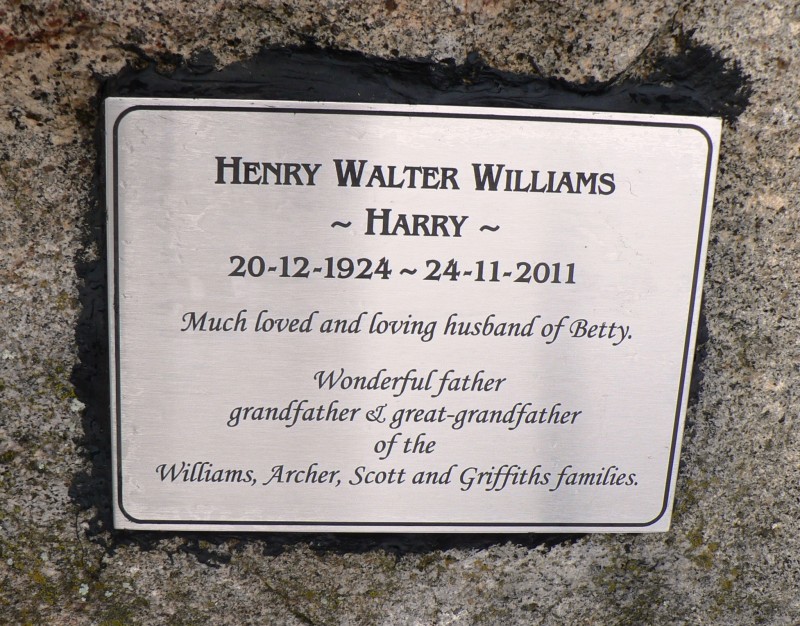 Henry Walter Williams
~ Harry ~
20-12-1924 ~ 24-11-2011
Much loved and loving husband of Betty.
Wonderful father
grandfather & great-grandfather
of the
Williams, Archer, Scott and Griffiths families.